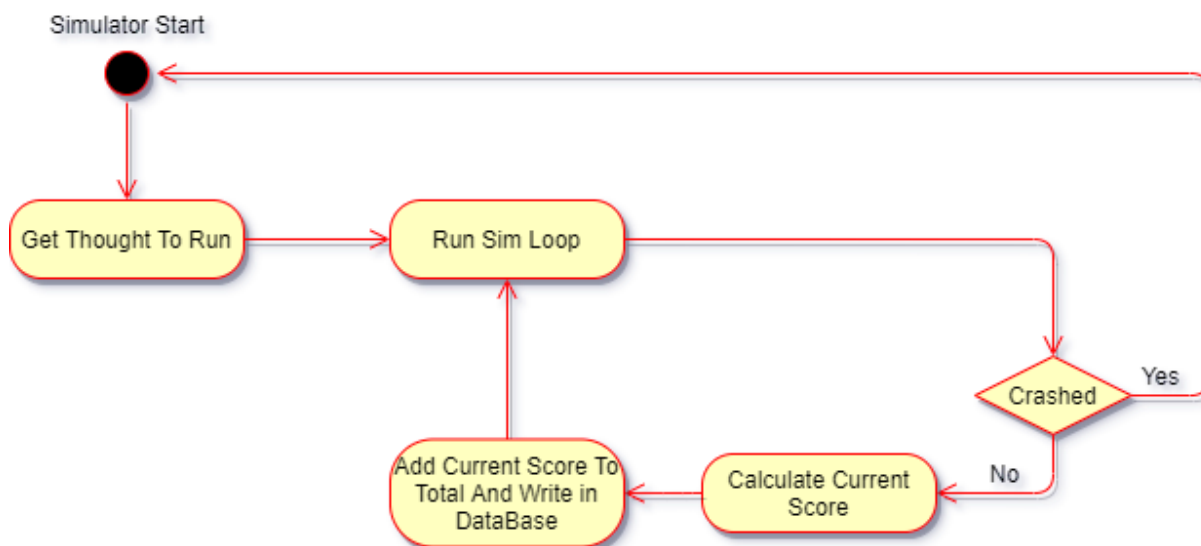 Simulator Start
Get Thought To Run
Run Sim Loop
Crashed
Yes
No
Calculate Current
Score
Add Current Score To
Total And Write in
DataBase